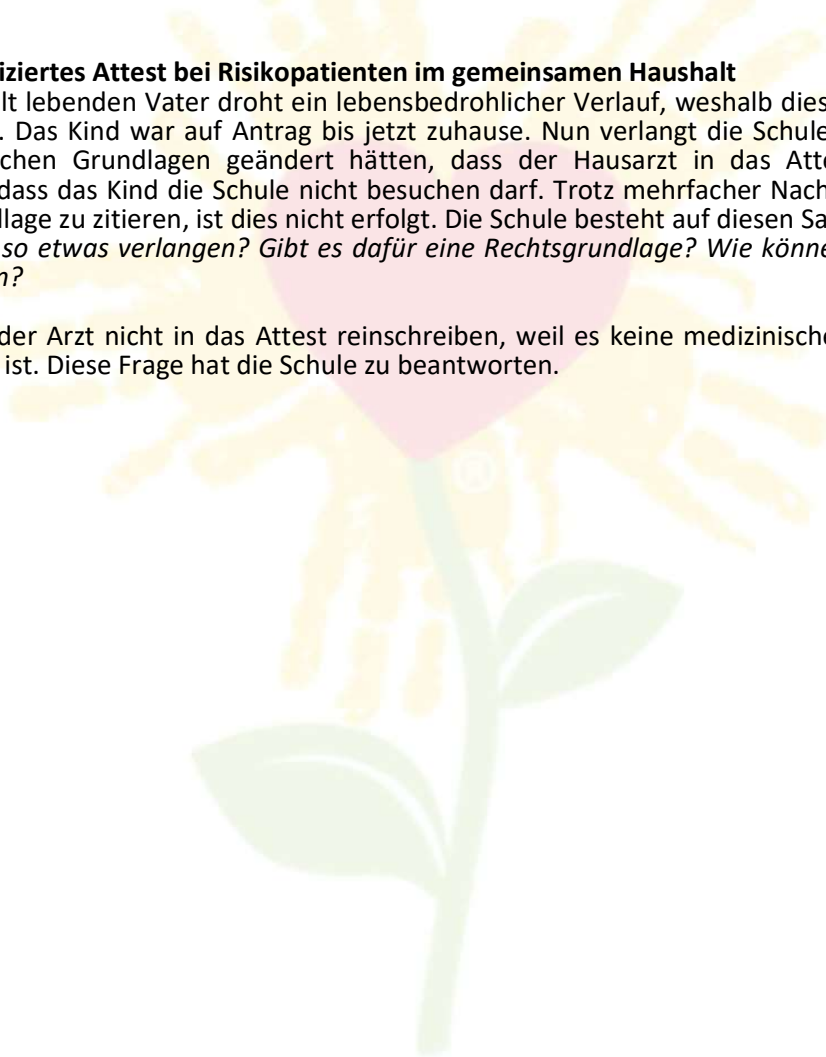 iziertes Attest bei Risikopatienten im gemeinsamen Haushalt
lt lebenden Vater droht ein lebensbedrohlicher Verlauf, weshalb dies
. Das Kind war auf Antrag bis jetzt zuhause. Nun verlangt die Schule
chen Grundlagen geändert hätten, dass der Hausarzt in das Atte
dass das Kind die Schule nicht besuchen darf. Trotz mehrfacher Nach
llage zu zitieren, ist dies nicht erfolgt. Die Schule besteht auf diesen Sa
so etwas verlangen? Gibt es dafür eine Rechtsgrundlage? Wie könne
n?
der Arzt nicht in das Attest reinschreiben, weil es keine medizinische
ist. Diese Frage hat die Schule zu beantworten.
®